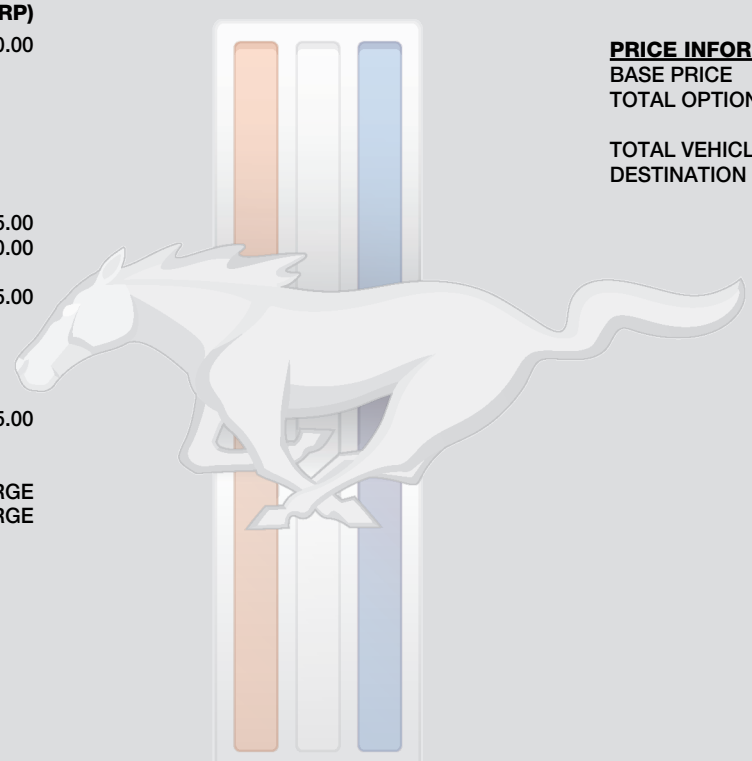 RP)
0.00
5.00
0.00
5.00
5.00
RGE
RGE
PRICE INFOR
BASE PRICE
TOTAL OPTION
TOTAL VEHICL
DESTINATION